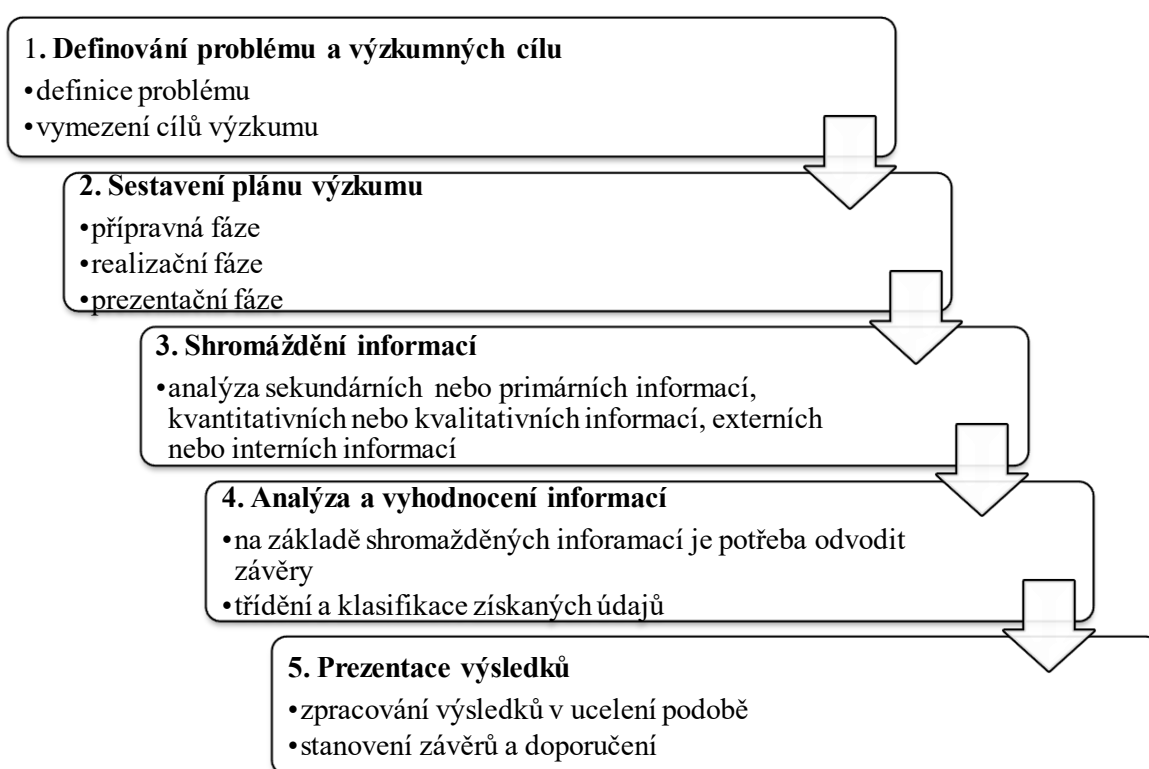 1. Definování problému a výzkumných cílu
•definice problému
•vymezení cílů výzkumu
2. Sestavení plánu výzkumu
•přípravná fáze
•realizační fáze
•prezentační fáze
3. Shromáždění informací
•analýza sekundárních nebo primárních informací,
kvantitativních nebo kvalitativních informací, externích
nebo interních informací
4. Analýza a vyhodnocení informací
•na základě shromažděných inforamací je potřeba odvodit
závěry
•třídění a klasifikace získaných údajů
5. Prezentace výsledků
•zpracování výsledků v ucelení podobě
•stanovení závěrů a doporučení